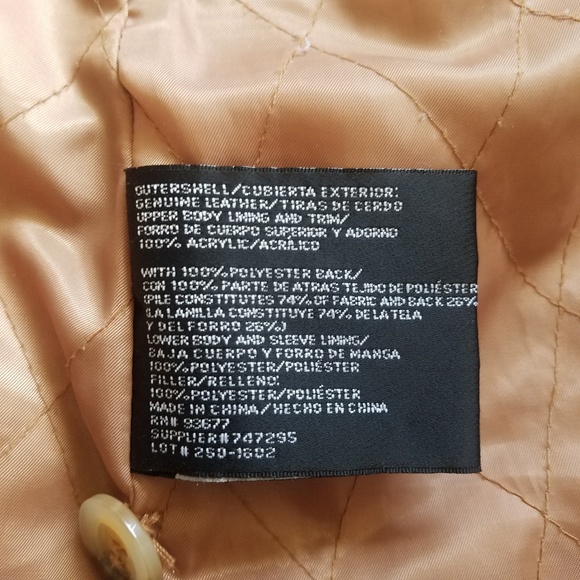 OUTERSHELL/CUBIERTA EXTERIOR:
GENUINE LEATHER/TIRAS DE CERDO
UPPER BODY LINING AND TRIM/
FORRO DE CUERPO SUPERIOR Y ADORNO
100% ACRYLIC/ACRÍLICO
WITH 100% POLYESTER BACK/
CON 100% PARTE DE ATRAS TEJIDO DE POLIÉSTER
(PILE CONSTITUTES 74% OF FABRIC AND BACK 26%
(LA LANILLA CONSTITUYE 74% DE LA TELA
Y DEL FORRO 26%)
LOWER BODY AND SLEEVE LINING/
BAJA CUERPO Y FORRO DE MANGA
100% POLYESTER/POLIÉSTER
FILLER/RELLENO:
100% POLYESTER/POLIÉSTER
MADE IN CHINA/HECHO EN CHINA
RN# 93677
SUPPLIER# 747295
LOT# 260-1602